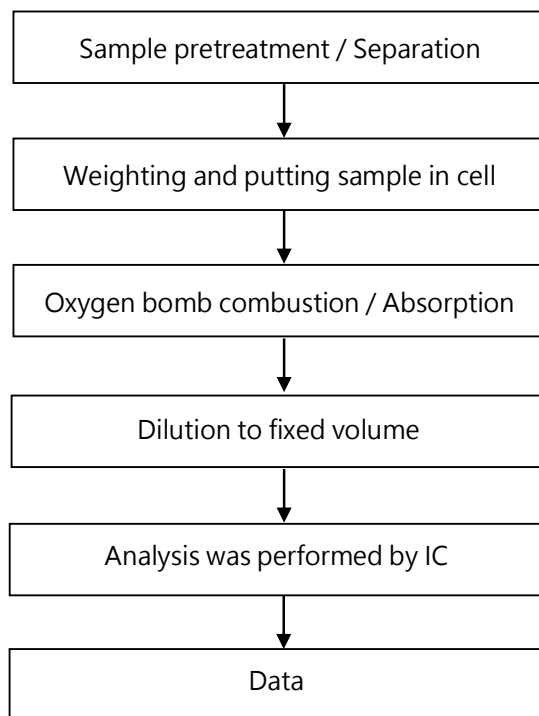 Sample pretreatment / Separation
Weighting and putting sample in cell
Oxygen bomb combustion / Absorption
Dilution to fixed volume
Analysis was performed by IC
Data